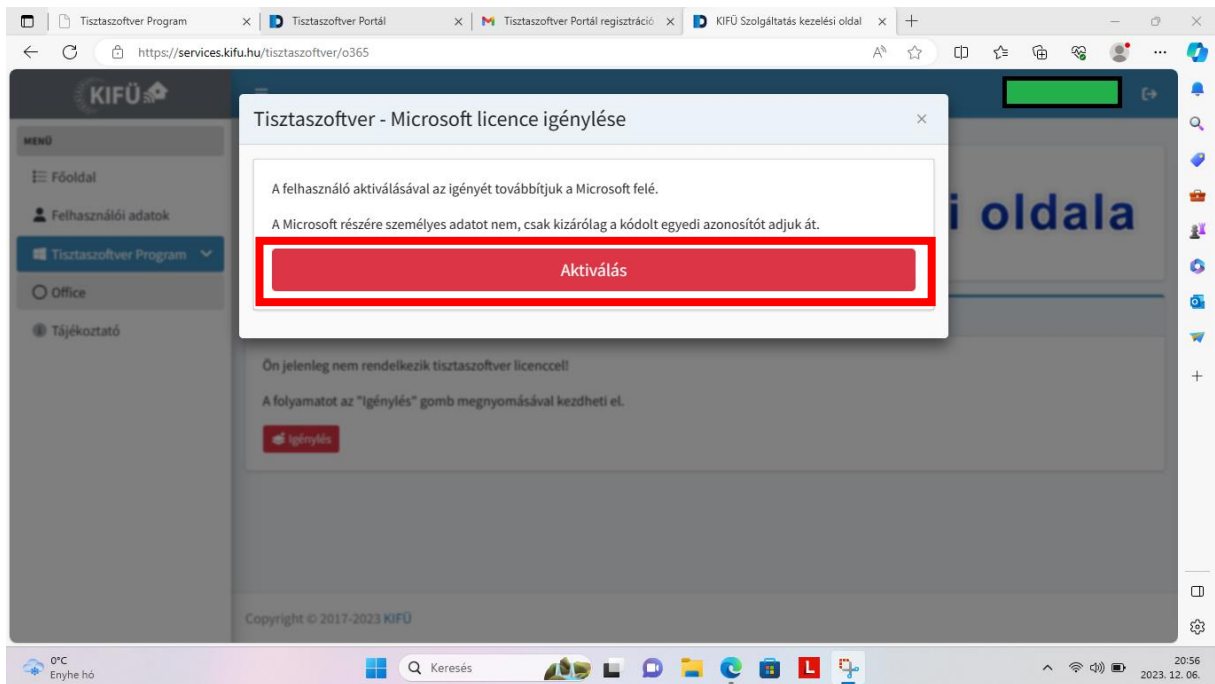 Tisztaszoftver Program
Tisztaszoftver Portál
Tisztaszoftver Portál regisztráció
KIFÜ Szolgáltatás kezelési oldal
https://services.kifu.hu/tisztaszoftver/o365
KIFÜ
Tisztaszoftver - Microsoft licence igénylése
MENÜ
Főoldal
A felhasználó aktiválásával az igényét továbbítjuk a Microsoft felé.
Felhasználói adatok
A Microsoft részére személyes adatot nem, csak kizárólag a kódolt egyedi azonosítót adjuk át.
i oldala
Tisztaszoftver Program
Aktiválás
Office
Tájékoztató
Ön jelenleg nem rendelkezik tisztaszoftver licenccel!
A folyamatot az "Igénylés" gomb megnyomásával kezdheti el.
Igénylés
Copyright © 2017-2023 KIFÜ
0°C
Enyhe hó
Keresés
L
20:56
2023. 12. 06.